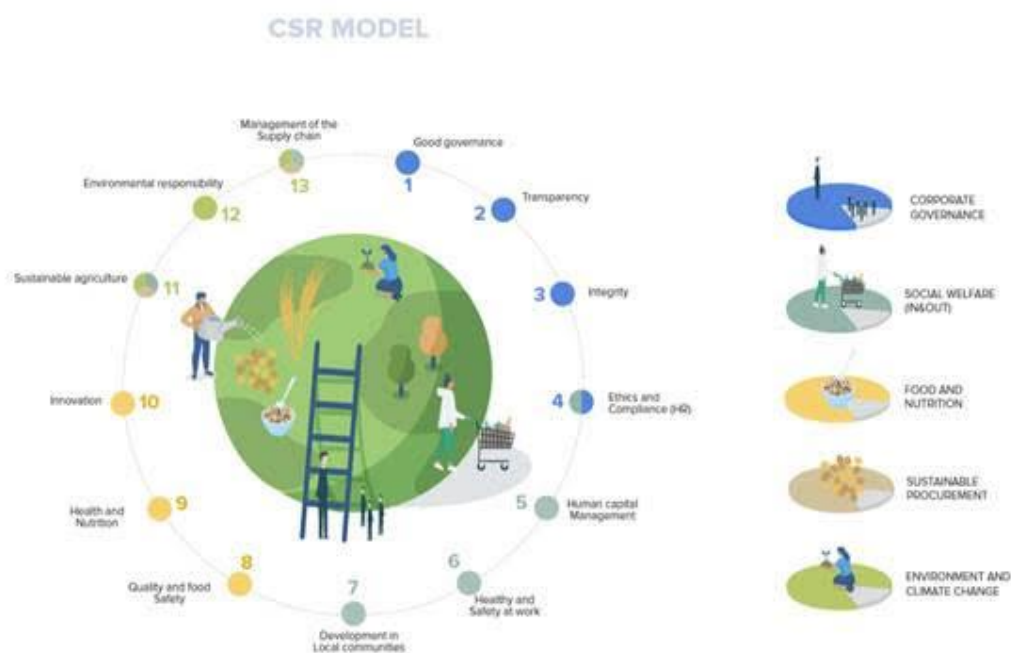 CSR MODEL
Management of the
Supply chain
13
Good governance
1
Transparency
2
Integrity
3
Ethics and
Compliance (HR)
4
Human capital
Management
5
Healthy and
Safety at work
6
Development in
Local communities
7
Quality and food
Safety
8
Health and
Nutrition
9
Innovation
10
Sustainable agriculture
11
Environmental responsibility
12
CORPORATE
GOVERNANCE
SOCIAL WELFARE
(IN&OUT)
FOOD AND
NUTRITION
SUSTAINABLE
PROCUREMENT
ENVIRONMENT AND
CLIMATE CHANGE